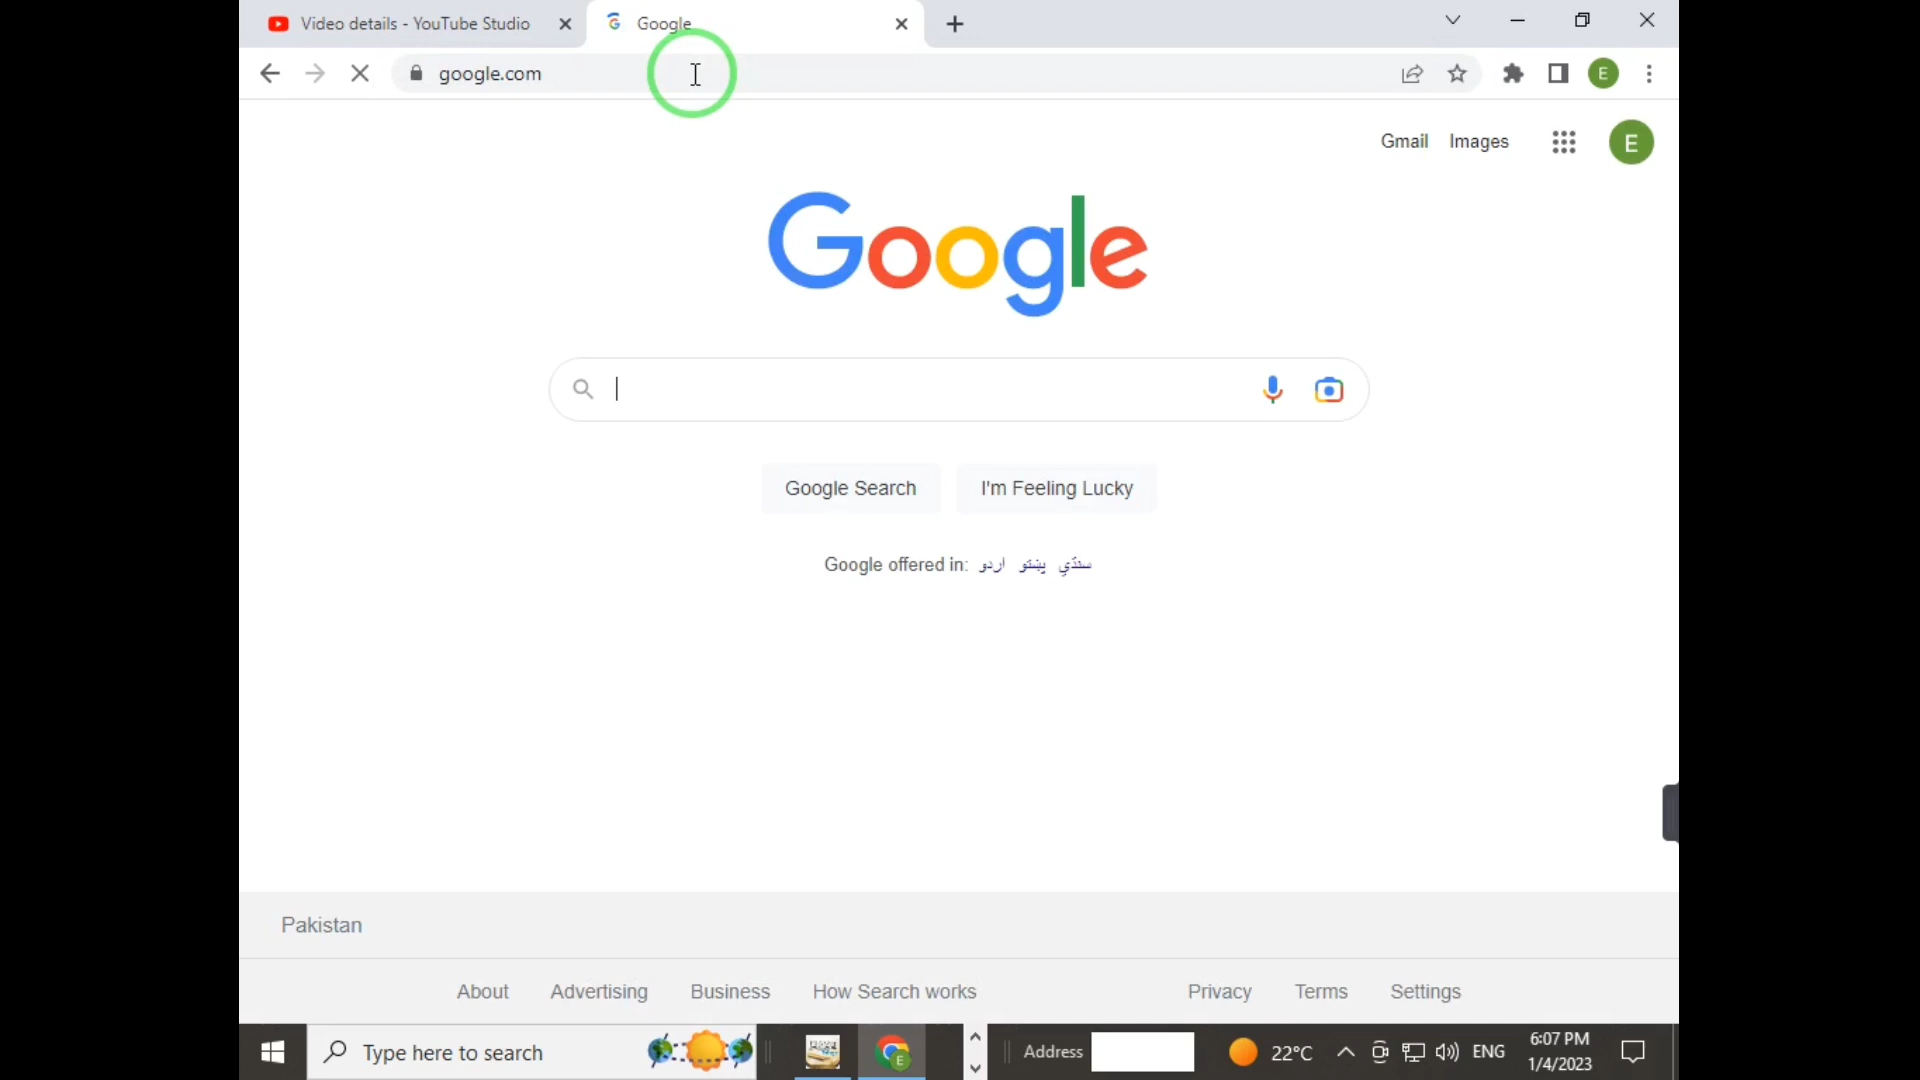 Video details - YouTube Studio
Google
google.com
E
Gmail Images
E
Google
Google Search
I'm Feeling Lucky
Google offered in: اردو پښتو سنڌي
Pakistan
About Advertising Business How Search works Privacy Terms Settings
Type here to search
E
Address
22°C
ENG
6:07 PM
1/4/2023